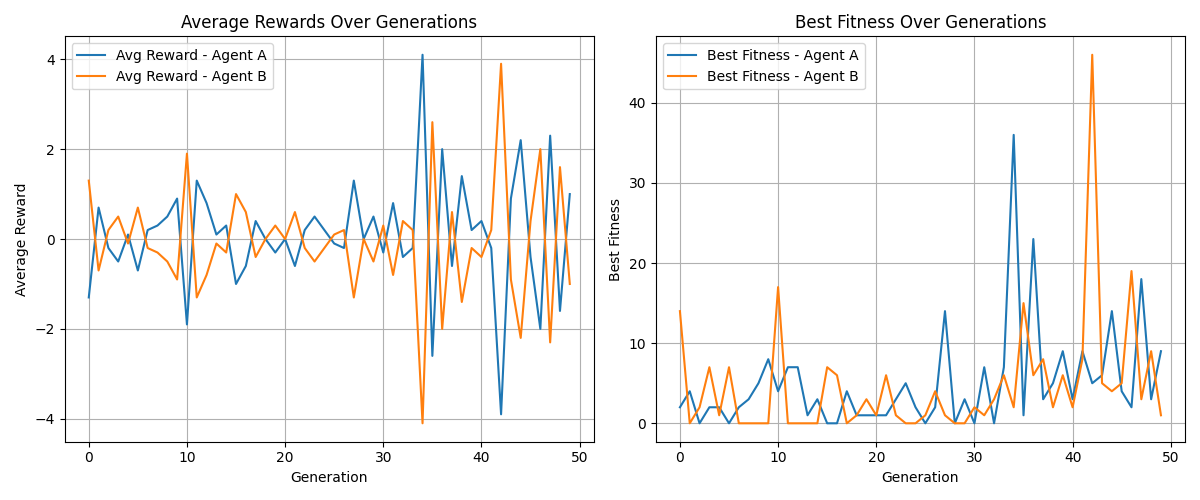 Average Rewards Over Generations
Avg Reward - Agent A
Avg Reward - Agent B
4
2
0
−2
−4
Average Reward
0
10
20
30
40
50
Generation
Best Fitness Over Generations
Best Fitness - Agent A
Best Fitness - Agent B
40
30
20
10
0
Best Fitness
0
10
20
30
40
50
Generation